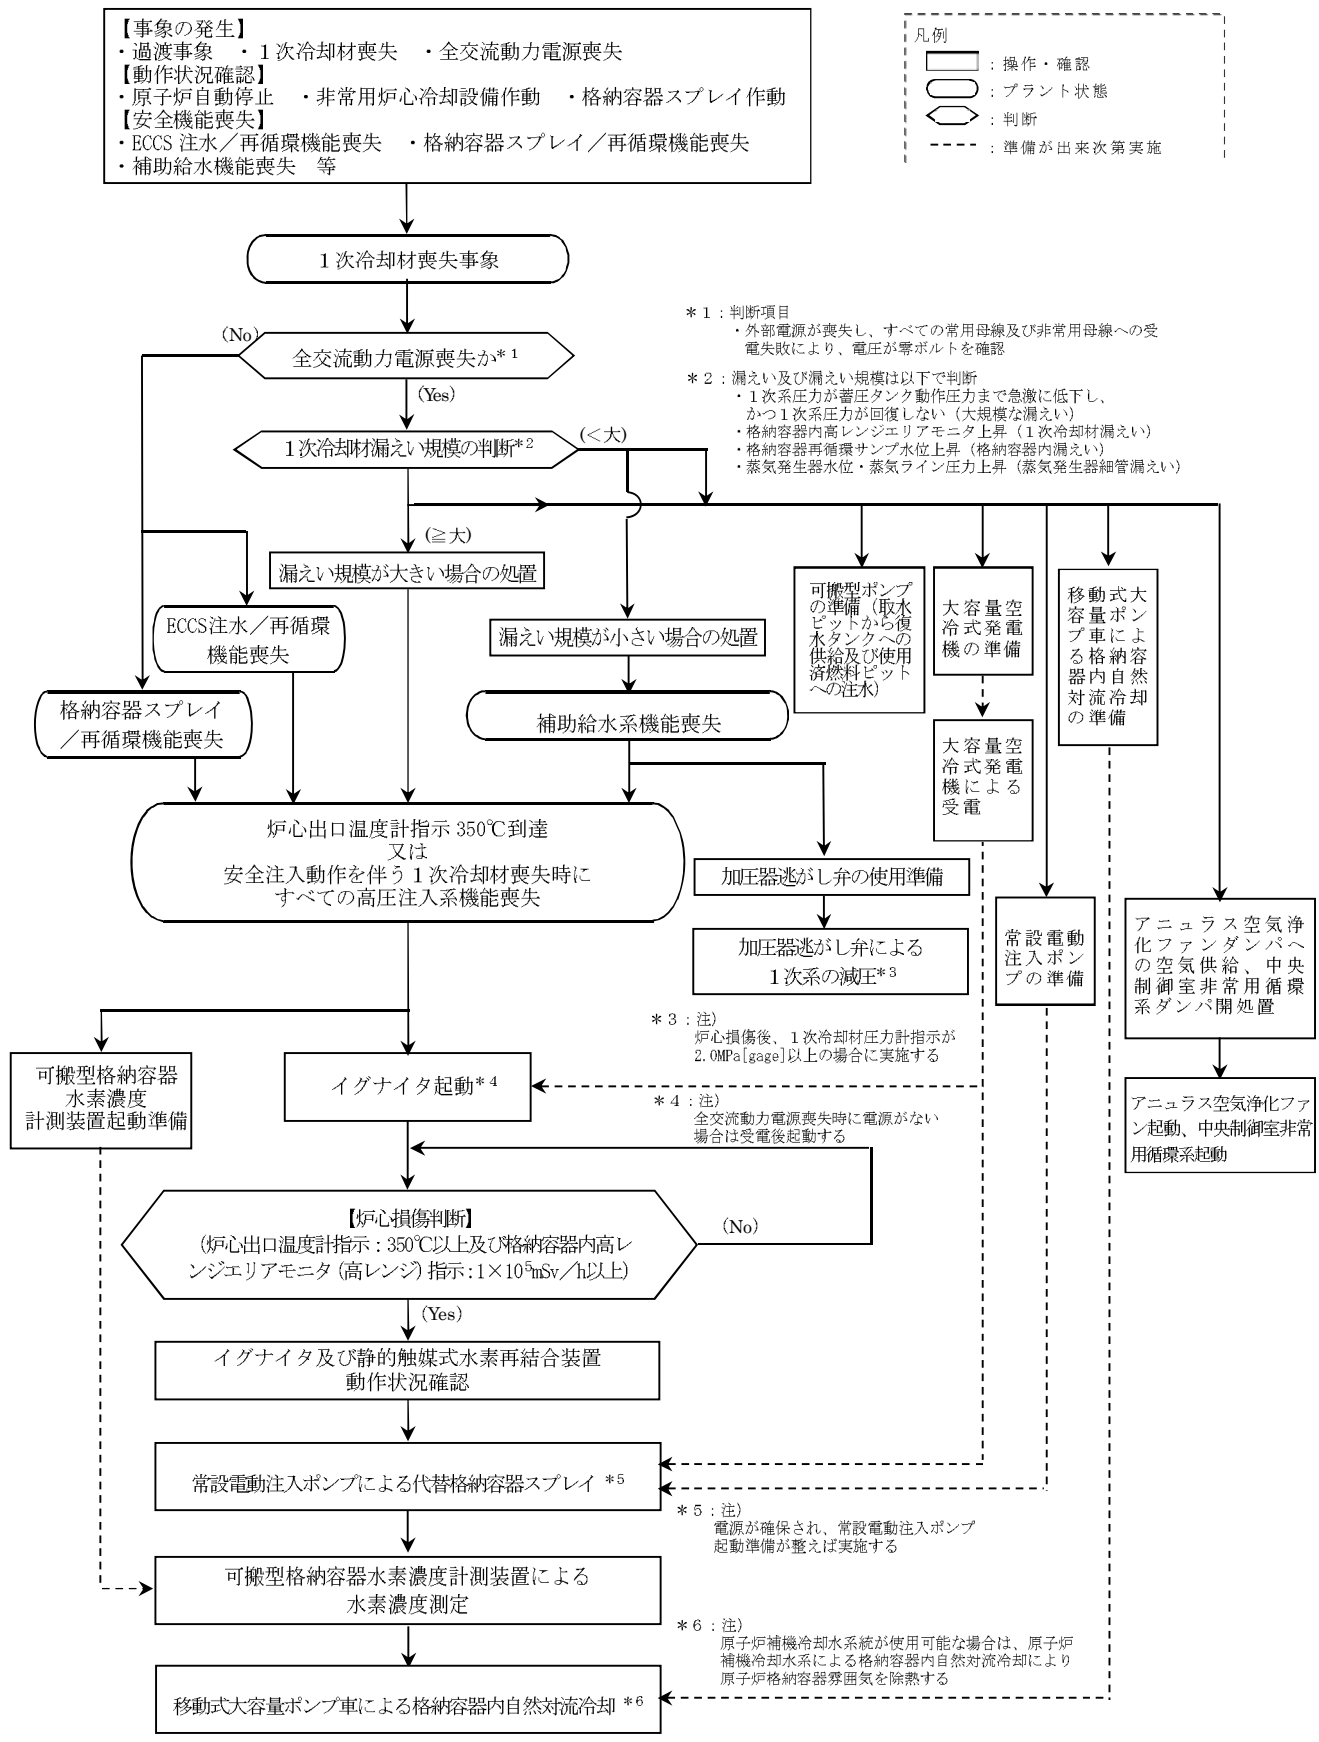 【事象の発生】
・過渡事象　・１次冷却材喪失　・全交流動力電源喪失
【動作状況確認】
・原子炉自動停止　・非常用炉心冷却設備作動　・格納容器スプレイ作動
【安全機能喪失】
・ECCS 注水／再循環機能喪失　・格納容器スプレイ／再循環機能喪失
・補助給水機能喪失　等
凡例
：操作・確認
：プラント状態
：判断
：準備が出来次第実施
１次冷却材喪失事象
(No)
全交流動力電源喪失か＊1
(Yes)
＊１：判断項目
・外部電源が喪失し、すべての常用母線及び非常用母線への受
電失敗により、電圧が零ボルトを確認
＊２：漏えい及び漏えい規模は以下で判断
・１次系圧力が蓄圧タンク動作圧力まで急激に低下し、
かつ１次系圧力が回復しない（大規模な漏えい）
・格納容器内高レンジエリアモニタ上昇（１次冷却材漏えい）
・格納容器再循環サンプ水位上昇（格納容器内漏えい）
・蒸気発生器水位・蒸気ライン圧力上昇（蒸気発生器細管漏えい）
１次冷却材漏えい規模の判断＊2
(＜大)
(≧大)
漏えい規模が大きい場合の処置
ECCS注水／再循環
機能喪失
漏えい規模が小さい場合の処置
格納容器スプレイ
／再循環機能喪失
補助給水系機能喪失
可搬型ポンプ
の準備（取水
ピットから復
水タンクへの
供給及び使用
済燃料ピット
への注水）
大容量空
冷式発電
機の準備
移動式大
容量ポン
プ車によ
る格納容
器内自然
対流冷却
の準備
大容量空
冷式発電
機による
受電
炉心出口温度計指示 350℃到達
又は
安全注入動作を伴う１次冷却材喪失時に
すべての高圧注入系機能喪失
加圧器逃がし弁の使用準備
加圧器逃がし弁による
１次系の減圧＊3
常設電動
注入ポン
プの準備
アニュラス空気浄
化ファンダンパへ
の空気供給、中央
制御室非常用循環
系ダンパ開処置
＊３：注）
炉心損傷後、１次冷却材圧力計指示が
2.0MPa[gage]以上の場合に実施する
可搬型格納容器
水素濃度
計測装置起動準備
イグナイタ起動＊4
＊４：注）
全交流動力電源喪失時に電源がない
場合は受電後起動する
アニュラス空気浄化ファ
ン起動、中央制御室非常
用循環系起動
【炉心損傷判断】
（炉心出口温度計指示：350℃以上及び格納容器内高レ
ンジエリアモニタ（高レンジ）指示：1×10⁵mSv／h以上）
(No)
(Yes)
イグナイタ及び静的触媒式水素再結合装置
動作状況確認
常設電動注入ポンプによる代替格納容器スプレイ ＊5
＊５：注）
電源が確保され、常設電動注入ポンプ
起動準備が整えば実施する
可搬型格納容器水素濃度計測装置による
水素濃度測定
＊６：注）
原子炉補機冷却水系統が使用可能な場合は、原子炉
補機冷却水系による格納容器内自然対流冷却により
原子炉格納容器雰囲気を除熱する
移動式大容量ポンプ車による格納容器内自然対流冷却 ＊6